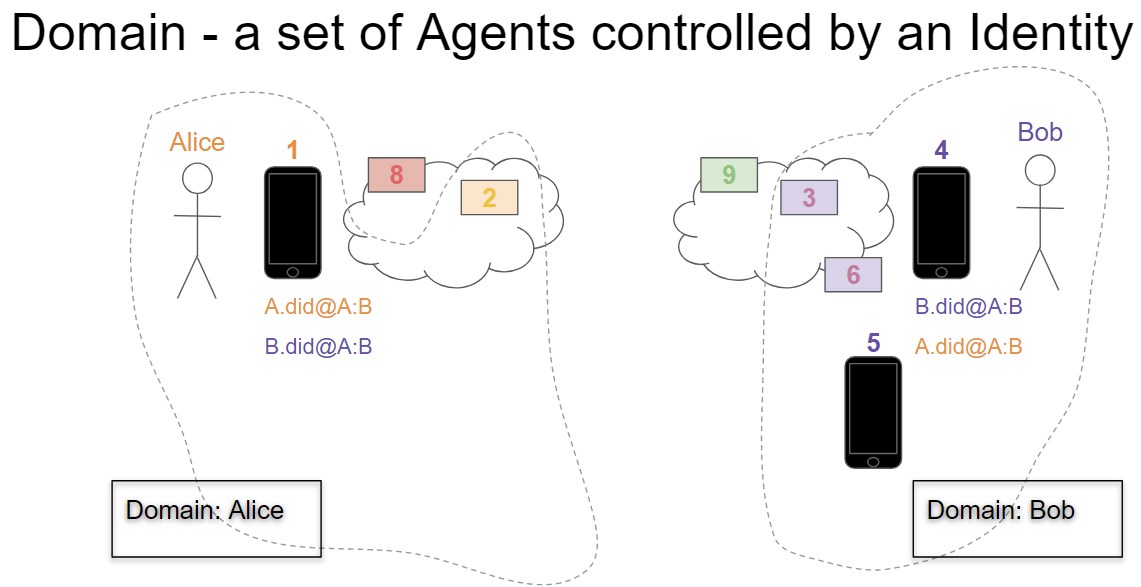 Domain - a set of Agents controlled by an Identity
Alice
1
8
2
A.did@A:B
B.did@A:B
Domain: Alice
9
3
6
4
Bob
B.did@A:B
A.did@A:B
5
Domain: Bob